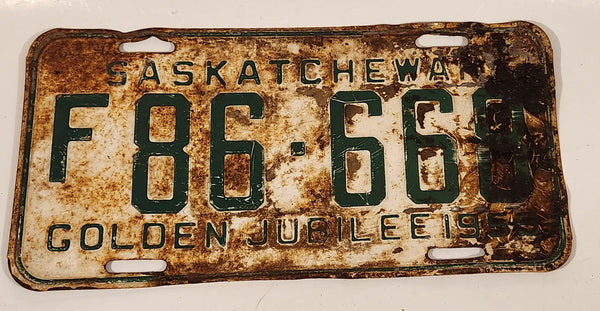 SASKATCHEWAN
F86·668
GOLDEN JUBILEE 1955